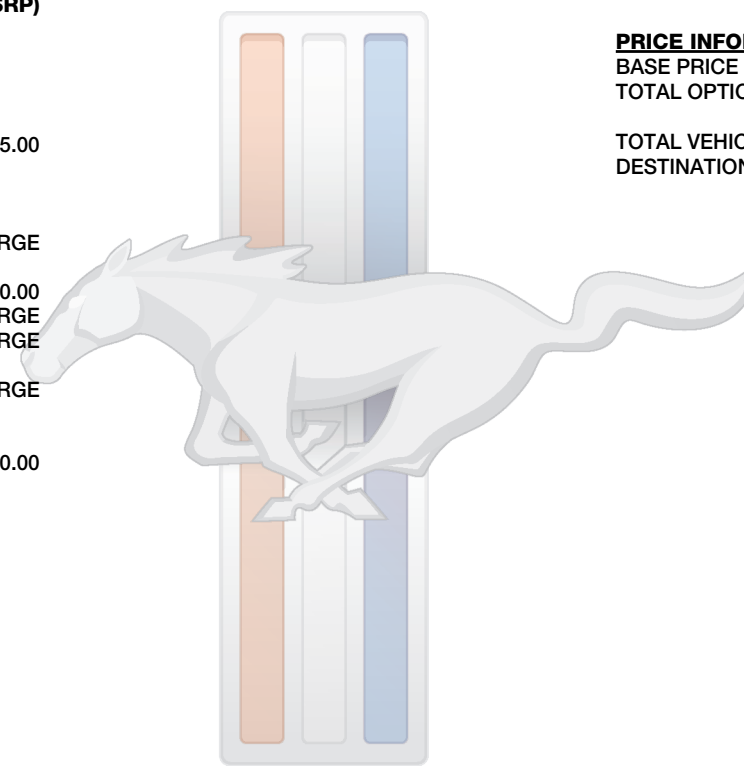 SRP)
5.00
RGE
0.00
RGE
RGE
RGE
0.00
PRICE INFO
BASE PRICE
TOTAL OPTIO
TOTAL VEHIC
DESTINATION